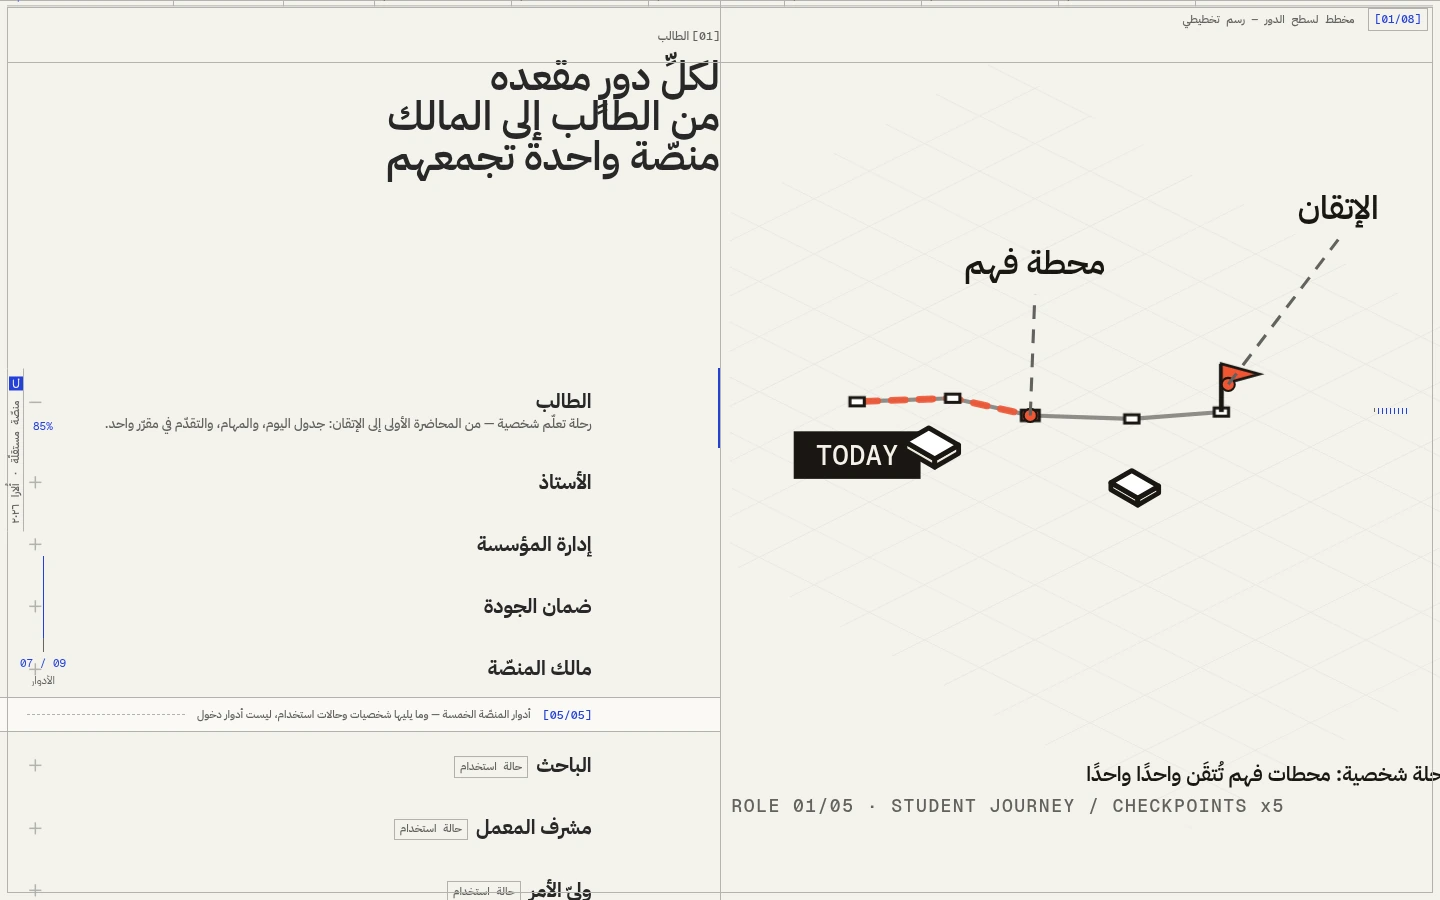 [01/08] مخطط لسطح الدور — رسم تخطيطي
الإتقان
محطة فهم
TODAY
حلة شخصية: محطات فهم تُتقَن واحدًا واحدًا
ROLE 01/05 · STUDENT JOURNEY / CHECKPOINTS x5
[01] الطالب
لكلِّ دورٍ مقعده
من الطالب إلى المالك
منصّة واحدة تجمعهم
الطالب
رحلة تعلّم شخصية — من المحاضرة الأولى إلى الإتقان: جدول اليوم، والمهام، والتقدّم في مقرّر واحد.
85%
الأستاذ
إدارة المؤسسة
ضمان الجودة
مالك المنصّة
[05/05] أدوار المنصّة الخمسة — وما يليها شخصيات وحالات استخدام، ليست أدوار دخول
الباحث حالة استخدام
مشرف المعمل حالة استخدام
وليّ الأمر حالة استخدام
منصّة مستقلّة · ٢٠٢٦
07 / 09
الأدوار